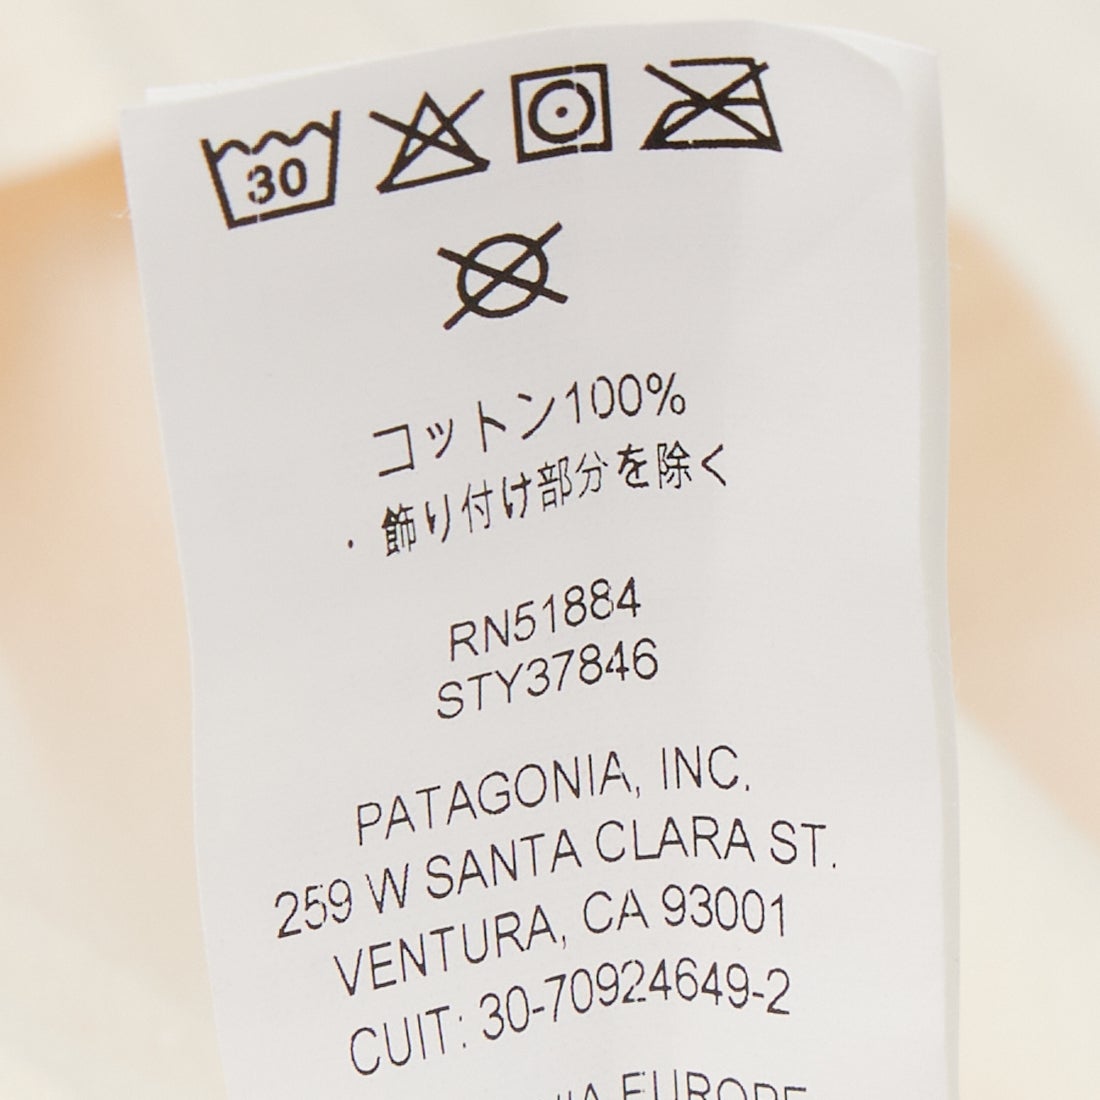 30
コットン100%
・飾り付け部分を除く
RN51884
STY37846
PATAGONIA, INC.
259 W SANTA CLARA ST.
VENTURA, CA 93001
CUIT: 30-70924649-2
EUROPE